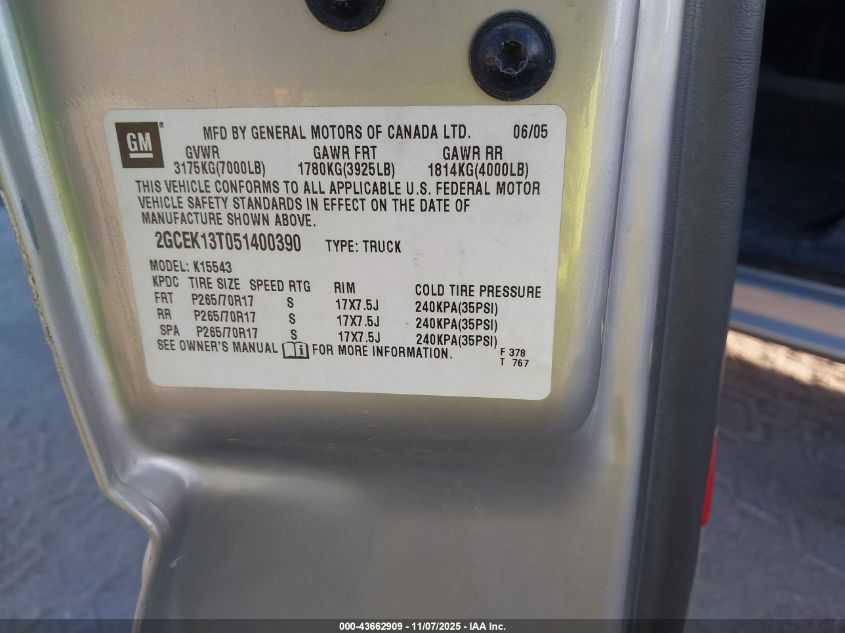 GM
MFD BY GENERAL MOTORS OF CANADA LTD. 06/05
GVWR GAWR FRT GAWR RR
3175KG(7000LB) 1780KG(3925LB) 1814KG(4000LB)
THIS VEHICLE CONFORMS TO ALL APPLICABLE U.S. FEDERAL MOTOR
VEHICLE SAFETY STANDARDS IN EFFECT ON THE DATE OF
MANUFACTURE SHOWN ABOVE.
2GCEK13T051400390 TYPE: TRUCK
MODEL: K15543
KPDC TIRE SIZE SPEED RTG RIM COLD TIRE PRESSURE
FRT P265/70R17 S 17X7.5J 240KPA(35PSI)
RR P265/70R17 S 17X7.5J 240KPA(35PSI)
SPA P265/70R17 S 17X7.5J 240KPA(35PSI)
SEE OWNER'S MANUAL i FOR MORE INFORMATION. F 378
T 767
000-43662909 — 11/07/2025 — IAA Inc.